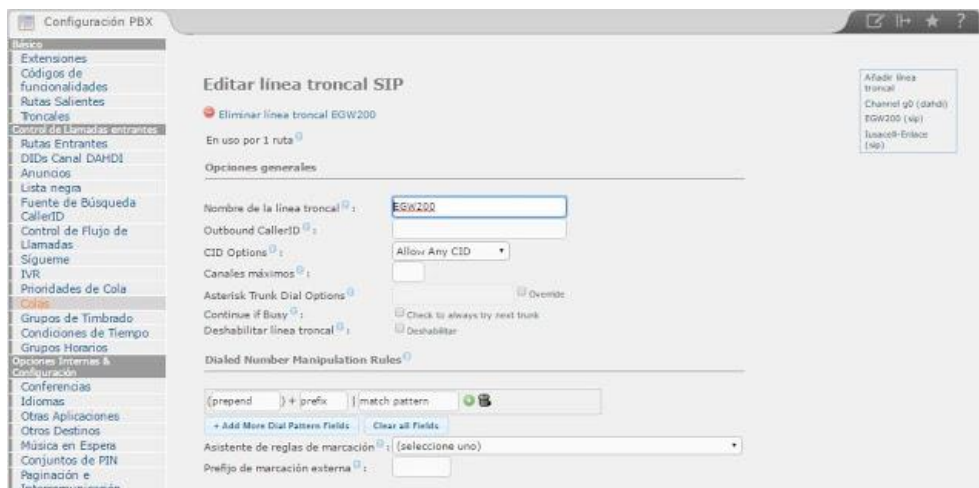 Configuración PBX
?
Básico
Extensiones
Códigos de
funcionalidades
Rutas Salientes
Troncales
Control de Llamadas entrantes
Rutas Entrantes
DIDs Canal DAHDI
Anuncios
Lista negra
Fuente de Búsqueda
CallerID
Control de Flujo de
Llamadas
Sígueme
IVR
Prioridades de Cola
Colas
Grupos de Timbrado
Condiciones de Tiempo
Grupos Horarios
Opciones Internas &
Configuración
Conferencias
Idiomas
Otras Aplicaciones
Otros Destinos
Música en Espera
Conjuntos de PIN
Paginación e
Intercomunicación
Editar línea troncal SIP
Eliminar línea troncal EGW200
En uso por 1 ruta
Opciones generales
Nombre de la línea troncal : EGW200
Outbound CallerID :
CID Options : Allow Any CID
Canales máximos :
Asterisk Trunk Dial Options Override
Continue if Busy : Check to always try next trunk
Deshabilitar línea troncal : Deshabilitar
Dialed Number Manipulation Rules
(prepend ) + prefix | match pattern
+ Add More Dial Pattern Fields Clear all Fields
Asistente de reglas de marcación : (seleccione uno)
Prefijo de marcación externa :
Añadir línea
troncal
Channel g0 (dahdi)
EGW200 (sip)
Iusacell-Enlace
(sip)